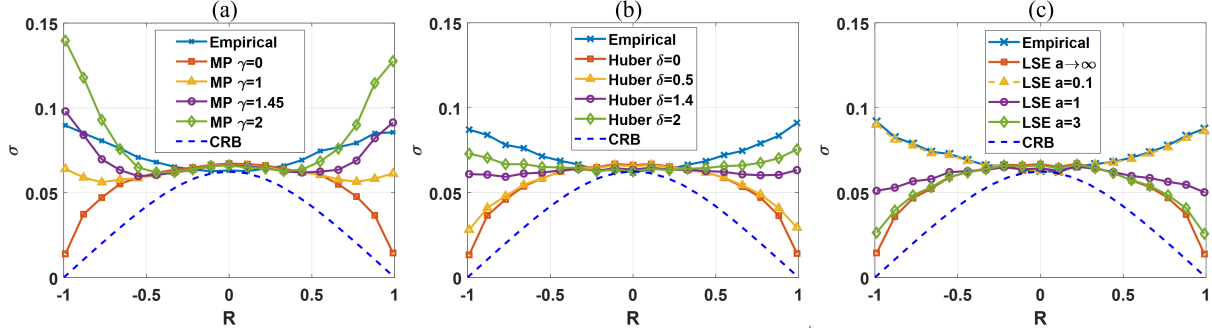 (a)
0.15
0.1
0.05
0
σ
-1
-0.5
0
0.5
1
R
Empirical
MP γ=0
MP γ=1
MP γ=1.45
MP γ=2
CRB
(b)
0.15
0.1
0.05
0
σ
-1
-0.5
0
0.5
1
R
Empirical
Huber δ=0
Huber δ=0.5
Huber δ=1.4
Huber δ=2
CRB
(c)
0.15
0.1
0.05
0
σ
-1
-0.5
0
0.5
1
R
Empirical
LSE a→∞
LSE a=0.1
LSE a=1
LSE a=3
CRB